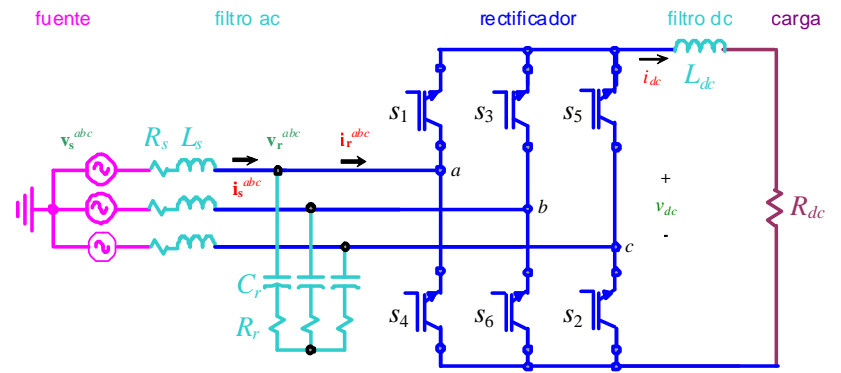 fuente
filtro ac
rectificador
filtro dc
carga
i_dc
L_dc
s_1
s_3
s_5
v_s^abc
R_s L_s
v_r^abc
i_r^abc
i_s^abc
a
b
c
+
v_dc
-
R_dc
C_r
R_r
s_4
s_6
s_2